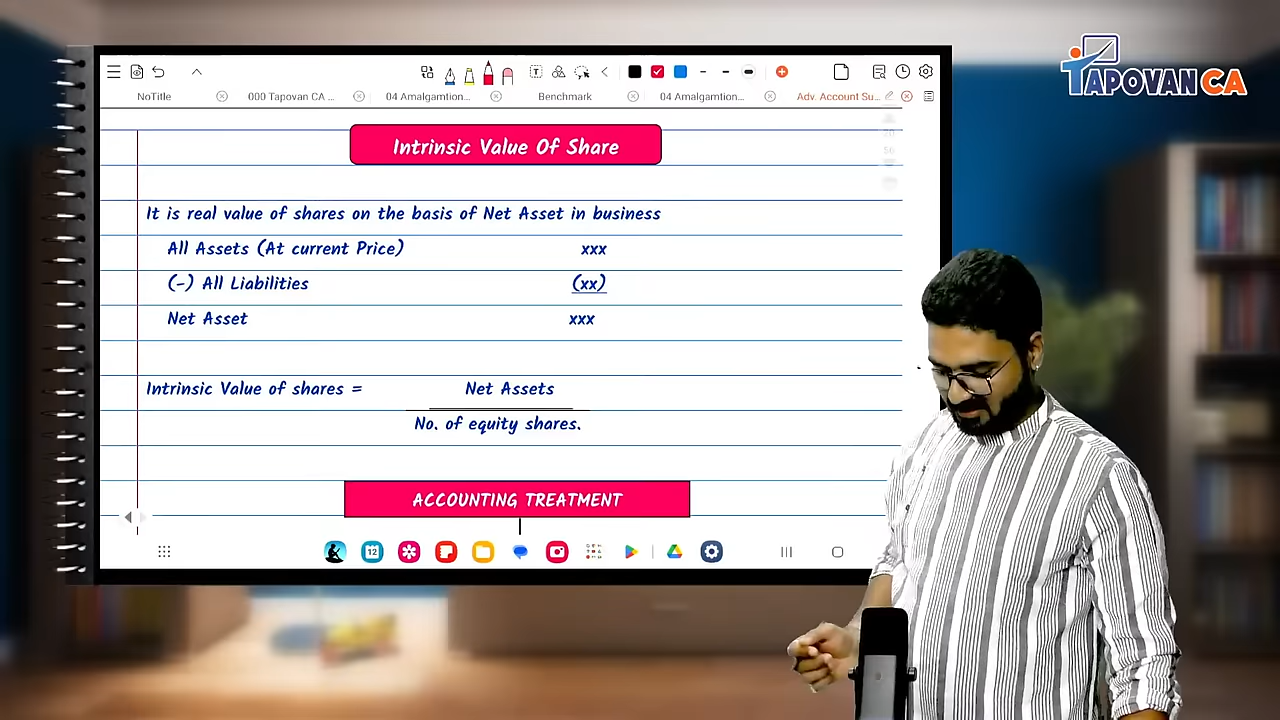 TAPOVAN CA
NoTitle
000 Tapovan CA ...
04 Amalgamtion...
Benchmark
04 Amalgamtion...
Adv. Account Su...
Intrinsic Value Of Share
It is real value of shares on the basis of Net Asset in business
All Assets (At current Price) xxx
(-) All Liabilities (xx)
Net Asset xxx
Intrinsic Value of shares = Net Assets
No. of equity shares.
ACCOUNTING TREATMENT
12